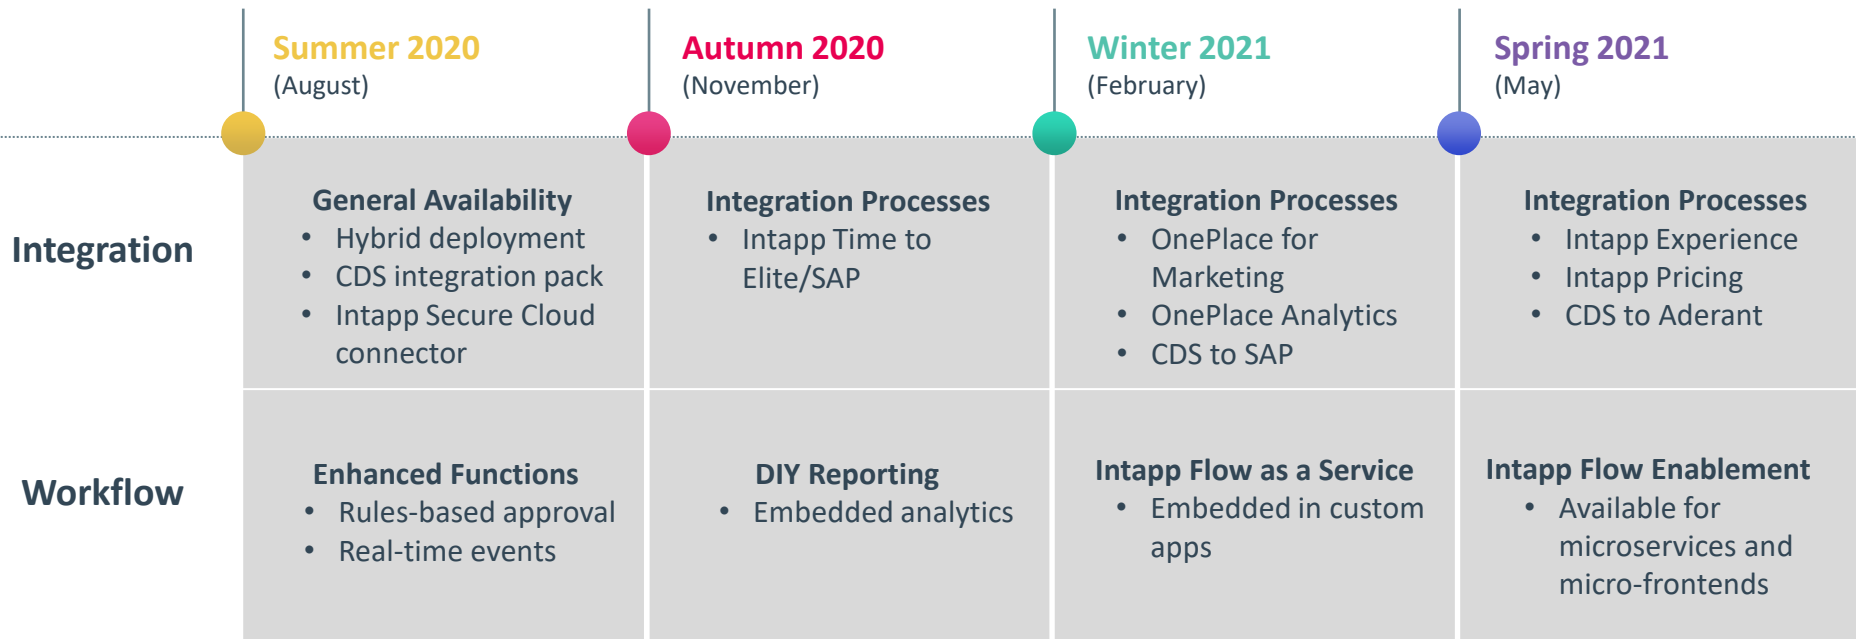 Summer 2020
(August)
Autumn 2020
(November)
Winter 2021
(February)
Spring 2021
(May)
Integration
General Availability
• Hybrid deployment
• CDS integration pack
• Intapp Secure Cloud
connector
Integration Processes
• Intapp Time to
Elite/SAP
Integration Processes
• OnePlace for
Marketing
• OnePlace Analytics
• CDS to SAP
Integration Processes
• Intapp Experience
• Intapp Pricing
• CDS to Aderant
Workflow
Enhanced Functions
• Rules-based approval
• Real-time events
DIY Reporting
• Embedded analytics
Intapp Flow as a Service
• Embedded in custom
apps
Intapp Flow Enablement
• Available for
microservices and
micro-frontends